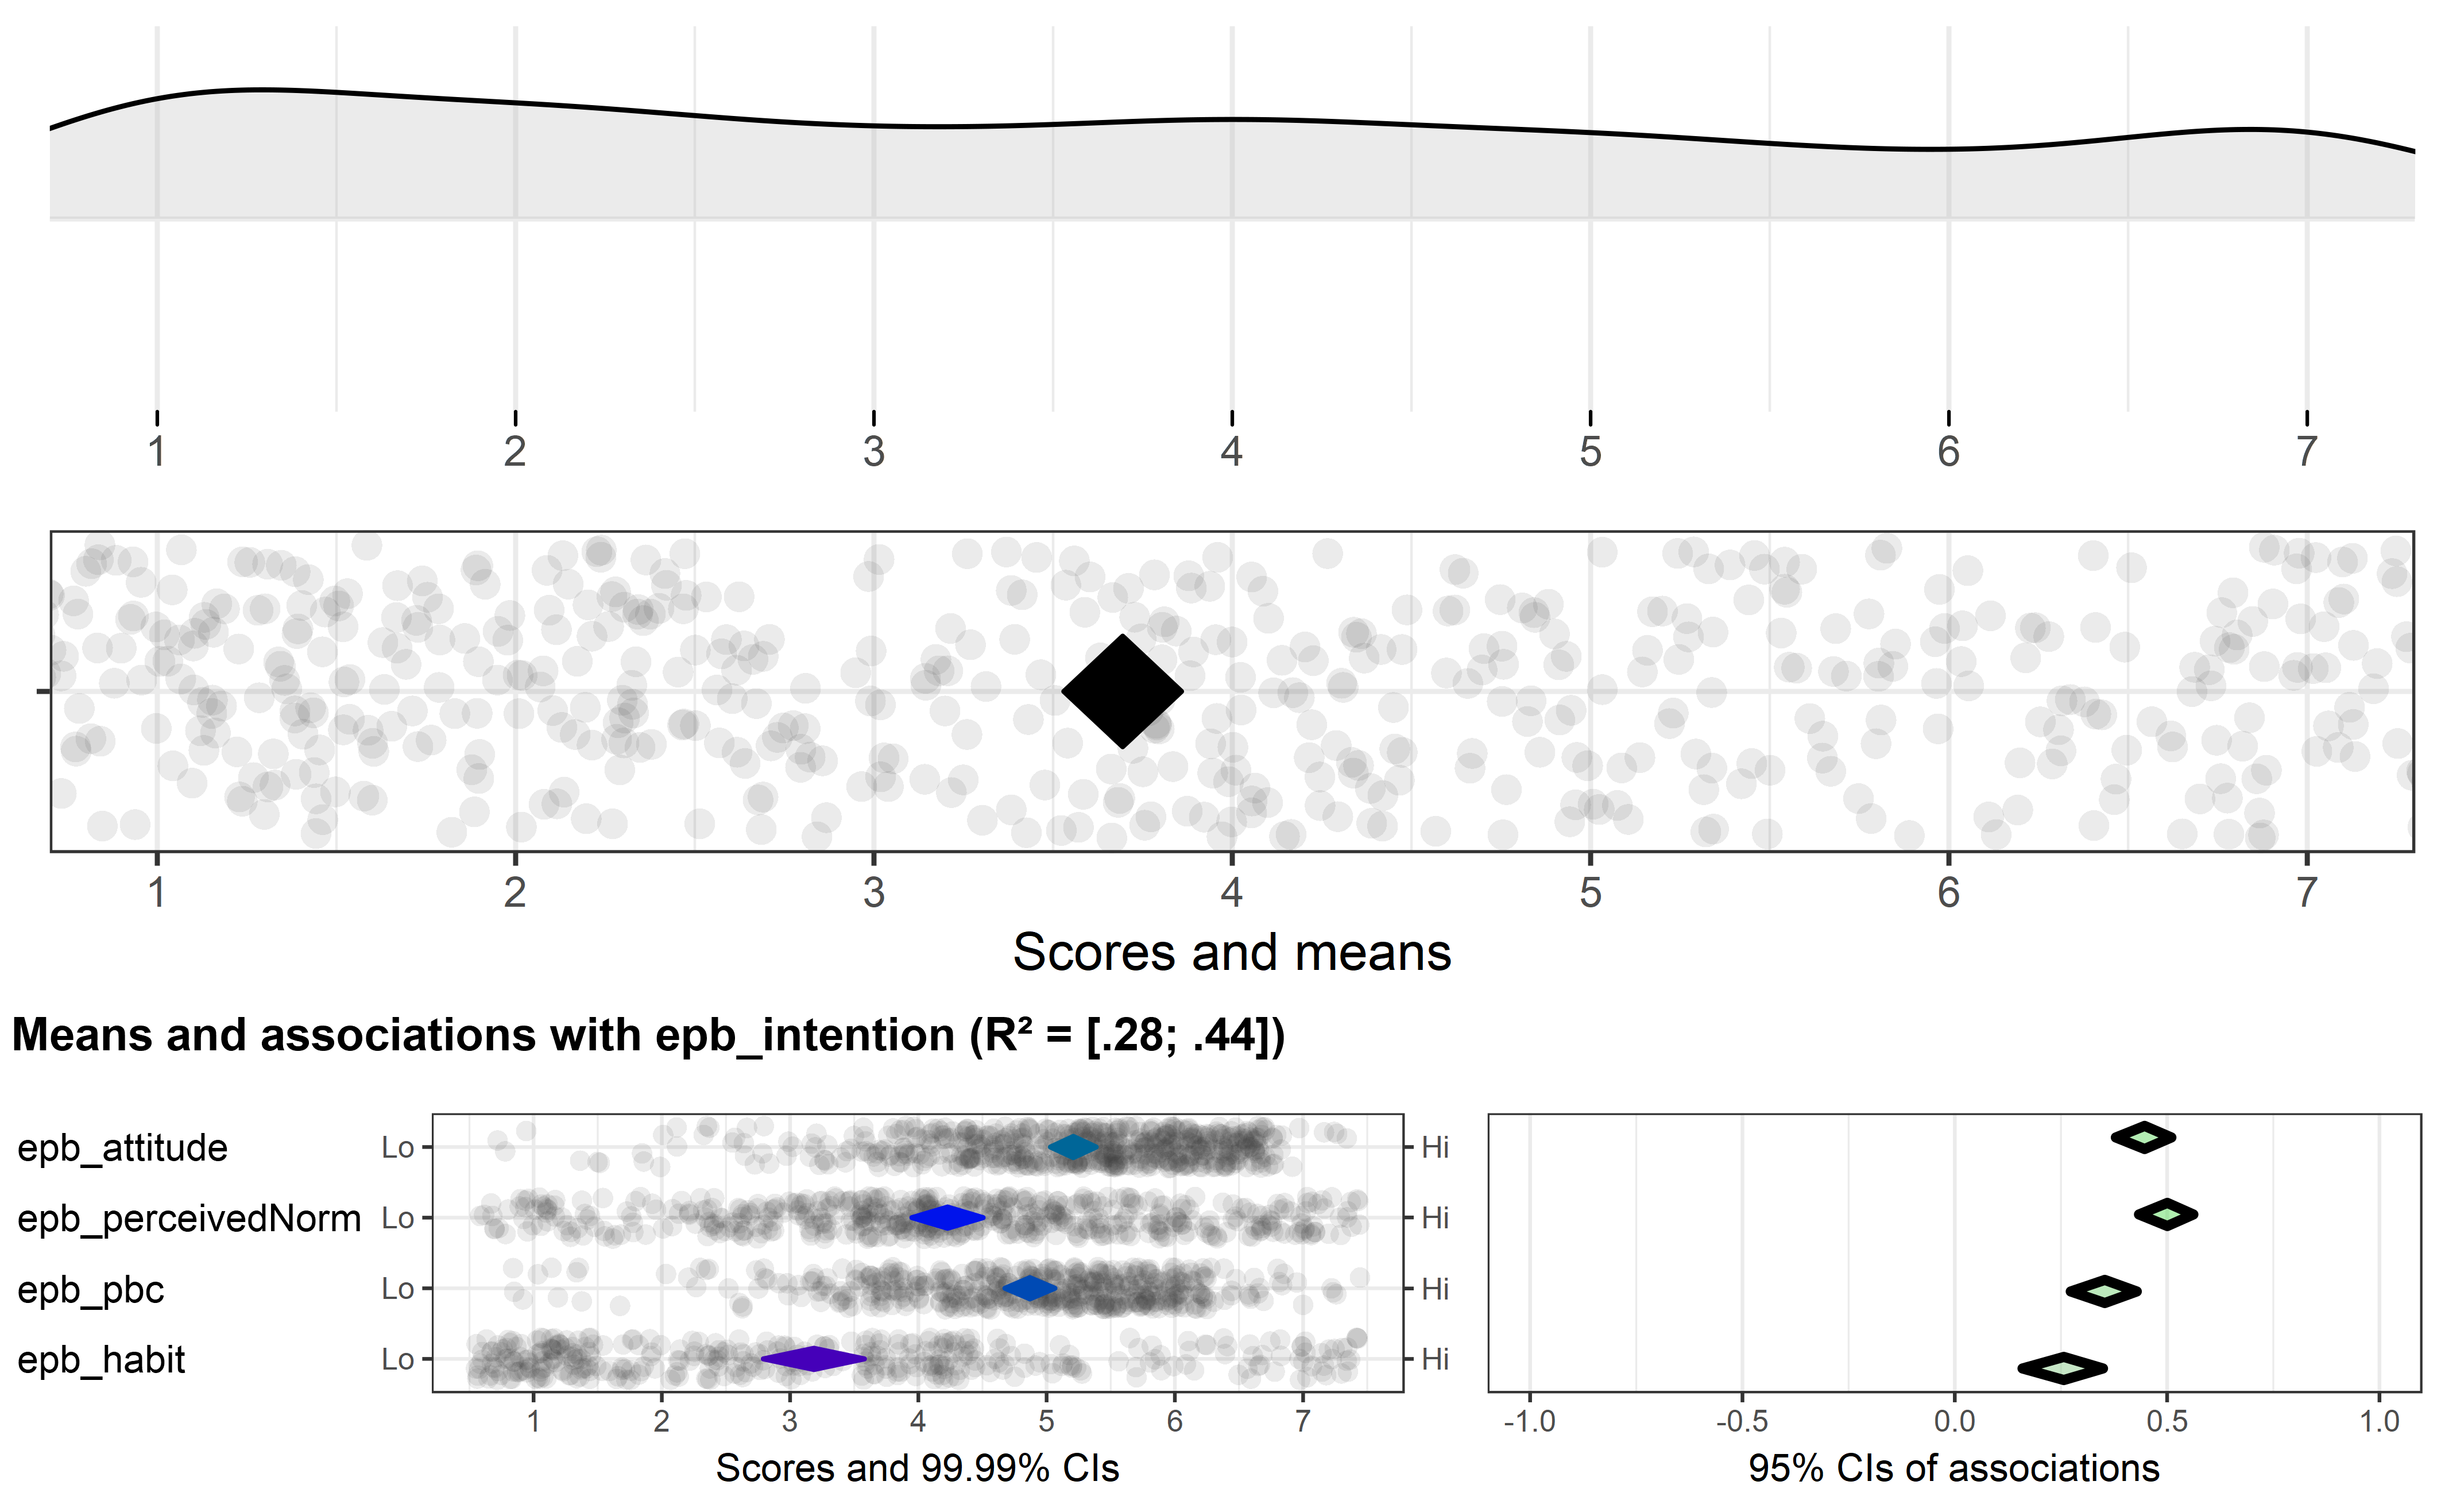 1 2 3 4 5 6 7
1 2 3 4 5 6 7
Scores and means
Means and associations with epb_intention (R² = [.28; .44])
epb_attitude Lo Hi
epb_perceivedNorm Lo Hi
epb_pbc Lo Hi
epb_habit Lo Hi
1 2 3 4 5 6 7
Scores and 99.99% CIs
-1.0 -0.5 0.0 0.5 1.0
95% CIs of associations